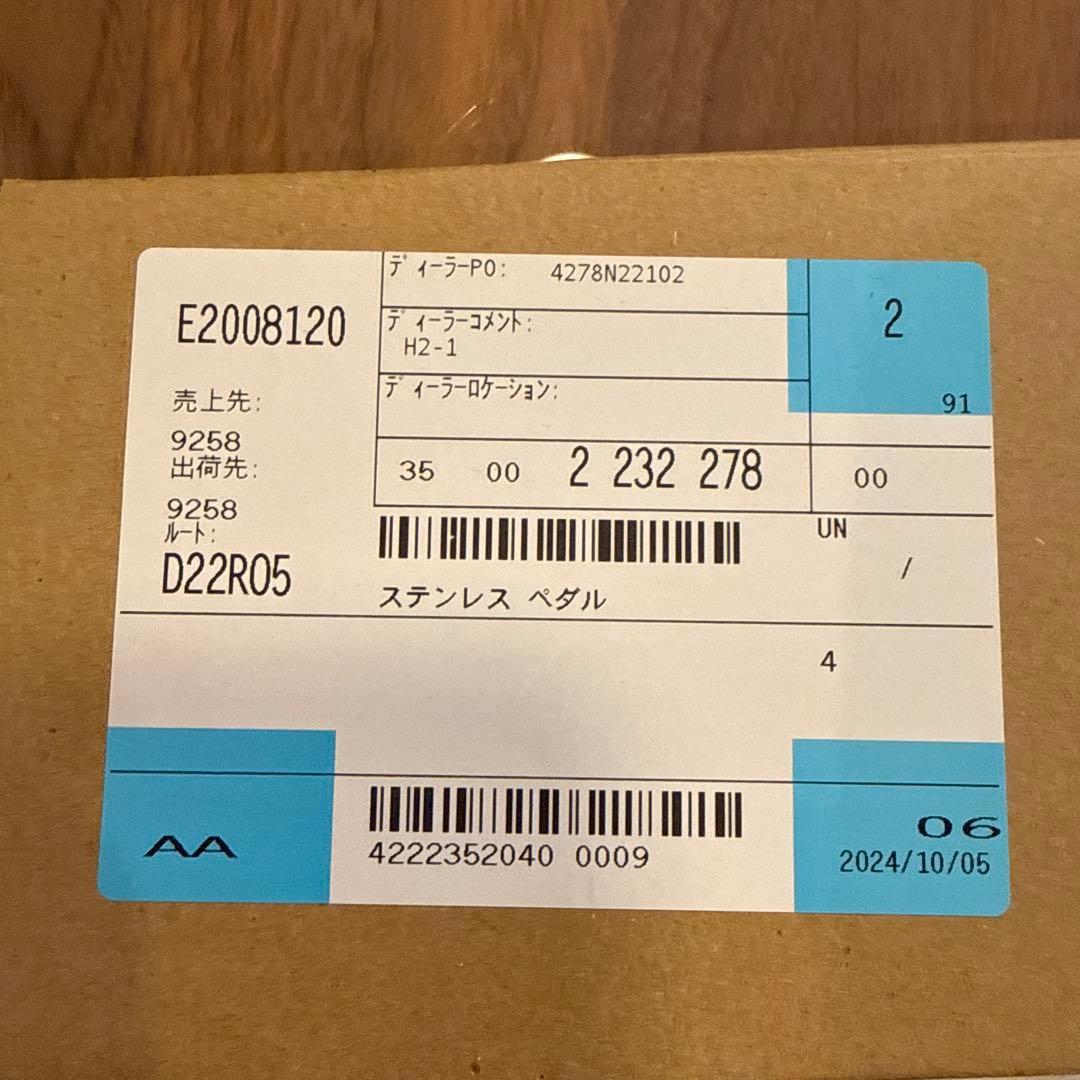 E2008120
売上先:
9258
出荷先:
9258
ルート:
D22R05
ディーラーPO: 4278N22102
ディーラーコメント:
H2-1
ディーラーロケーション:
2
91
35 00 2 232 278 00
UN
/
ステンレス ペダル
4
AA
4222352040 0009
06
2024/10/05